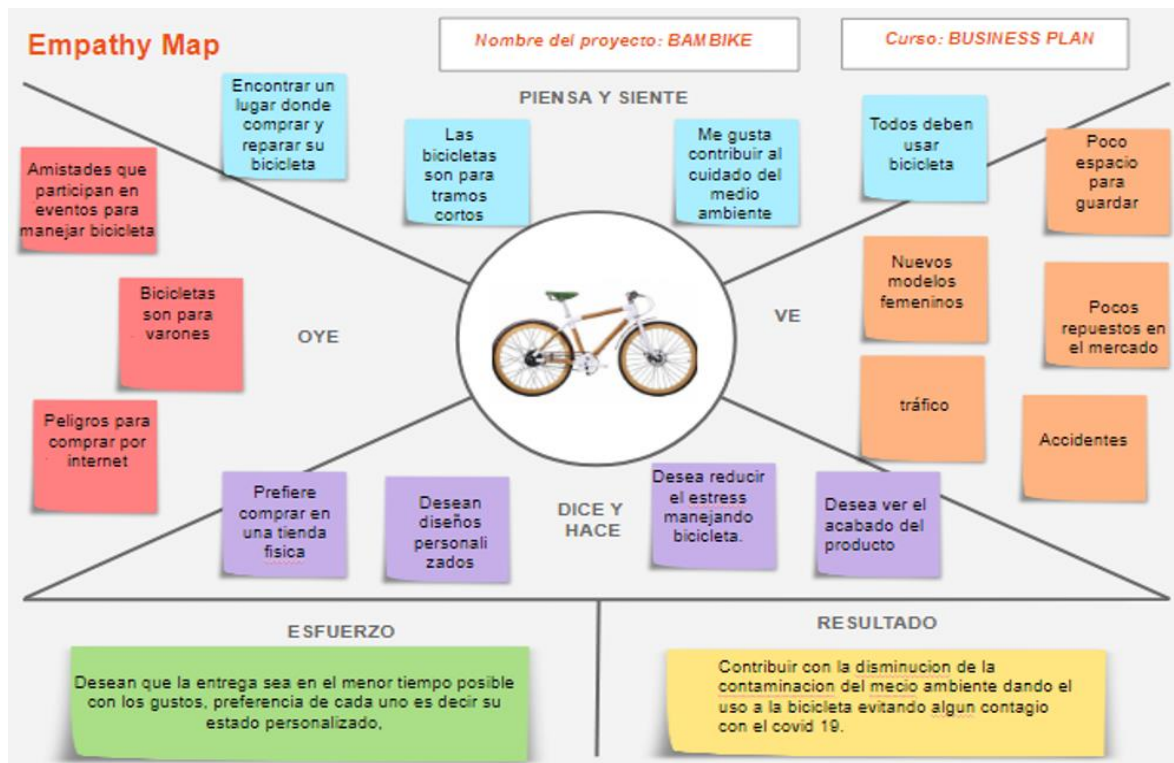 Empathy Map
Nombre del proyecto: BAMBIKE
Curso: BUSINESS PLAN
PIENSA Y SIENTE
Encontrar un
lugar donde
comprar y
reparar su
bicicleta
Las
bicicletas
son para
tramos
cortos
Me gusta
contribuir al
cuidado del
medio
ambiente
Todos deben
usar
bicicleta
OYE
Amistades que
participan en
eventos para
manejar bicicleta
Bicicletas
son para
varones
Peligros para
comprar por
internet
VE
Poco
espacio
para
guardar
Nuevos
modelos
femeninos
Pocos
repuestos en
el mercado
tráfico
Accidentes
DICE Y
HACE
Prefiere
comprar en
una tienda
fisica
Desean
diseños
personali
zados
Desea reducir
el estress
manejando
bicicleta.
Desea ver el
acabado del
producto
ESFUERZO
Desean que la entrega sea en el menor tiempo posible
con los gustos, preferencia de cada uno es decir su
estado personalizado,
RESULTADO
Contribuir con la disminucion de la
contaminacion del mecio ambiente dando el
uso a la bicicleta evitando algun contagio
con el covid 19.